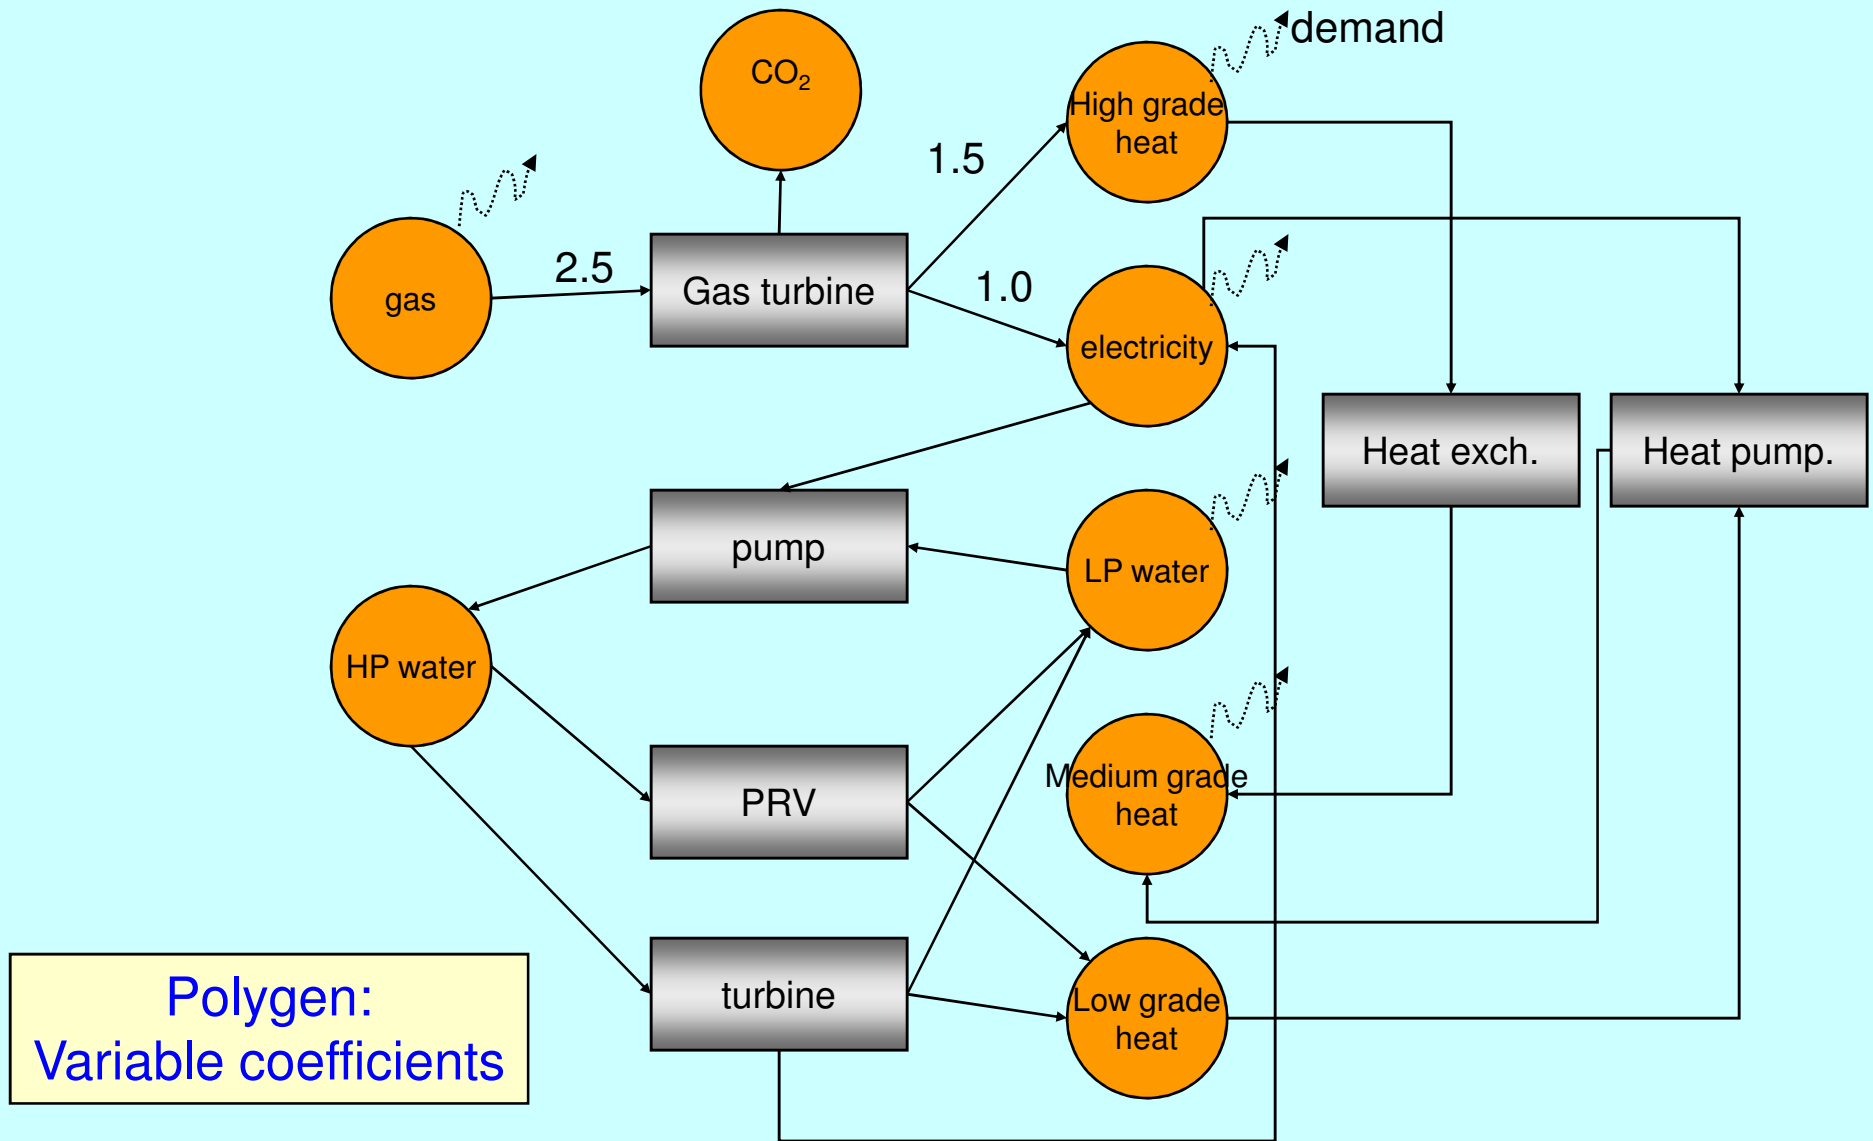 demand
CO₂
High grade
heat
1.5
gas
2.5
Gas turbine
1.0
electricity
Heat exch.
Heat pump.
pump
LP water
HP water
PRV
Medium grade
heat
turbine
Low grade
heat
Polygen:
Variable coefficients